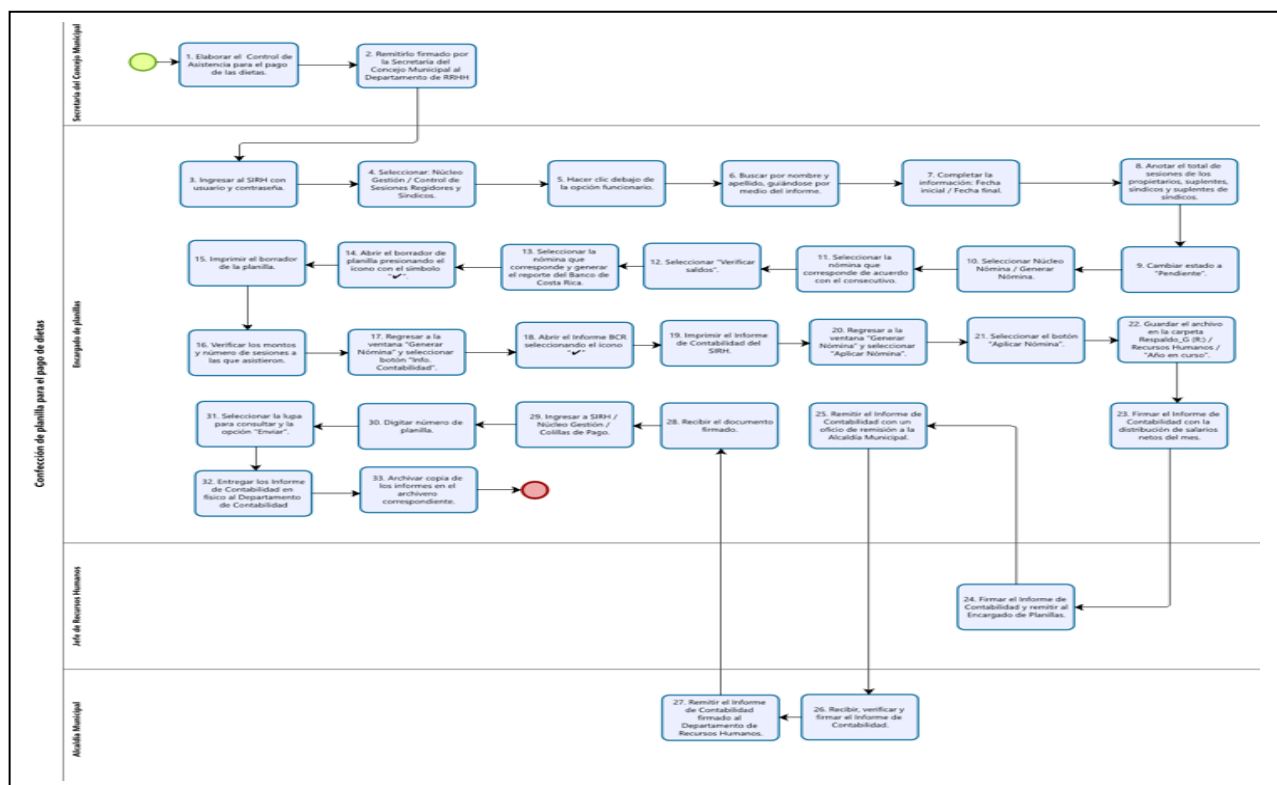 Confección de planilla para el pago de dietas
Secretaría del Concejo Municipal
1. Elaborar el Control de
Asistencia para el pago
de las dietas.
2. Remitirlo firmado por
la Secretaría del
Concejo Municipal al
Departamento de RRHH
Encargado de planillas
3. Ingresar al SIRH con
usuario y contraseña.
4. Seleccionar: Núcleo
Gestión / Control de
Sesiones Regidores y
Síndicos.
5. Hacer clic debajo de
la opción funcionario.
6. Buscar por nombre y
apellido, guiándose por
medio del informe.
7. Completar la
información: Fecha
inicial / Fecha final.
8. Anotar el total de
sesiones de los
propietarios, suplentes,
síndicos y suplentes de
síndicos.
9. Cambiar estado a
"Pendiente".
10. Seleccionar Núcleo
Nómina / Generar
Nómina.
11. Seleccionar la
nómina que
corresponde de acuerdo
con el consecutivo.
12. Seleccionar "Verificar
saldos".
13. Seleccionar la
nómina que
corresponde y generar
el reporte del Banco de
Costa Rica.
14. Abrir el borrador de
planilla presionando el
icono con el símbolo
"✔".
15. Imprimir el borrador
de la planilla.
16. Verificar los montos
y número de sesiones a
las que asistieron.
17. Regresar a la
ventana "Generar
Nómina" y seleccionar
botón "Info.
Contabilidad".
18. Abrir el Informe BCR
seleccionando el icono
"✔"
19. Imprimir el Informe
de Contabilidad del
SIRH.
20. Regresar a la
ventana "Generar
Nómina" y seleccionar
"Aplicar Nómina".
21. Seleccionar el botón
"Aplicar Nómina".
22. Guardar el archivo
en la carpeta
Respaldo_G (R:) /
Recursos Humanos /
"Año en curso".
23. Firmar el Informe de
Contabilidad con la
distribución de salarios
netos del mes.
Jefe de Recursos Humanos
24. Firmar el Informe de
Contabilidad y remitir al
Encargado de Planillas.
25. Remitir el Informe de
Contabilidad con un
oficio de remisión a la
Alcaldía Municipal.
Alcaldía Municipal
26. Recibir, verificar y
firmar el Informe de
Contabilidad.
27. Remitir el Informe
de Contabilidad
firmado al
Departamento de
Recursos Humanos.
28. Recibir el documento
firmado.
29. Ingresar a SIRH /
Núcleo Gestión /
Colillas de Pago.
30. Digitar número de
planilla.
31. Seleccionar la lupa
para consultar y la
opción "Enviar".
32. Entregar los Informe
de Contabilidad en
físico al Departamento
de Contabilidad
33. Archivar copia de
los informes en el
archivero
correspondiente.